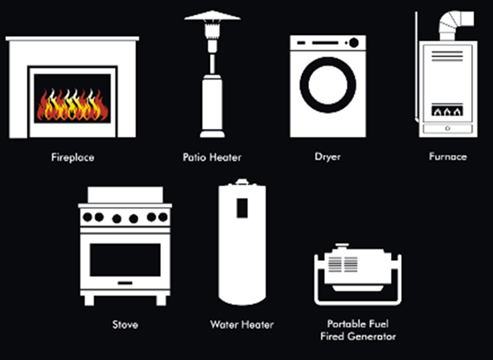 Fireplace
Patio Heater
Dryer
Furnace
Stove
Water Heater
Portable Fuel
Fired Generator